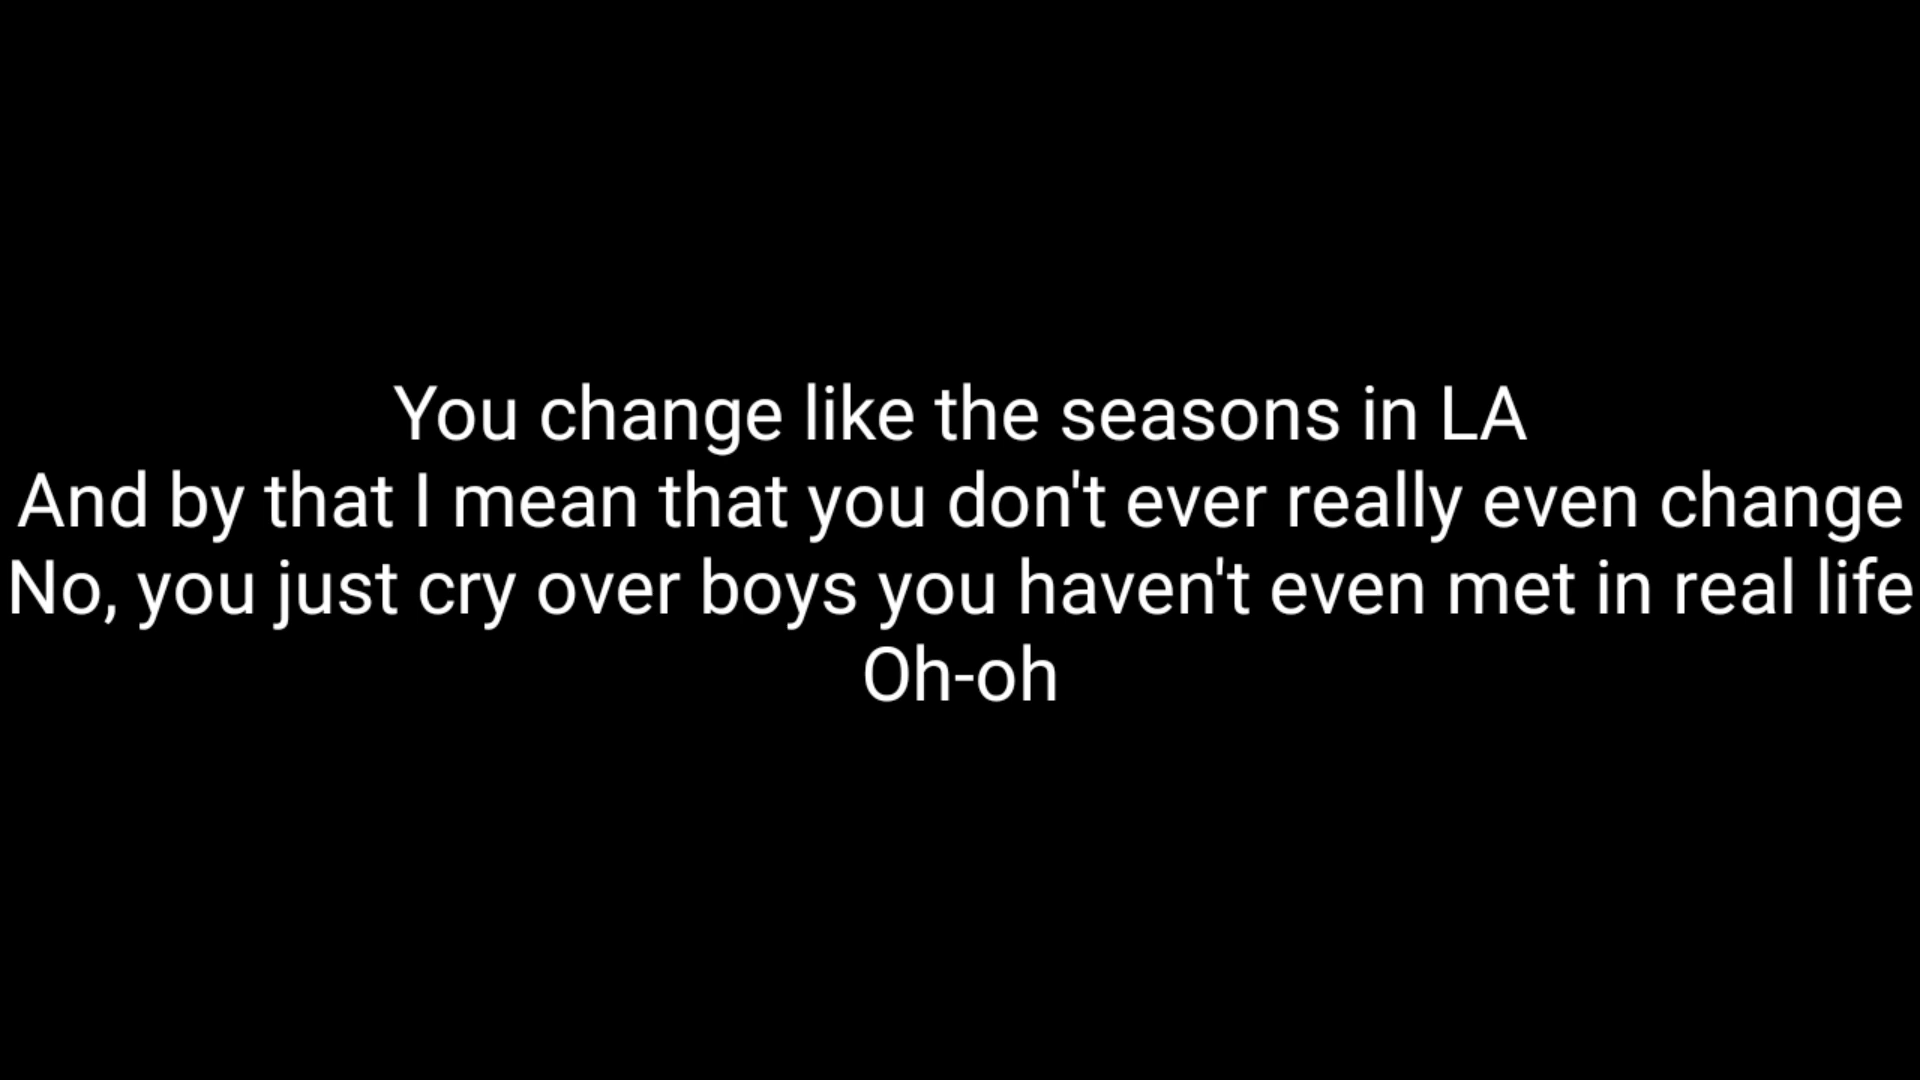 You change like the seasons in LA
And by that I mean that you don't ever really even change
No, you just cry over boys you haven't even met in real life
Oh-oh